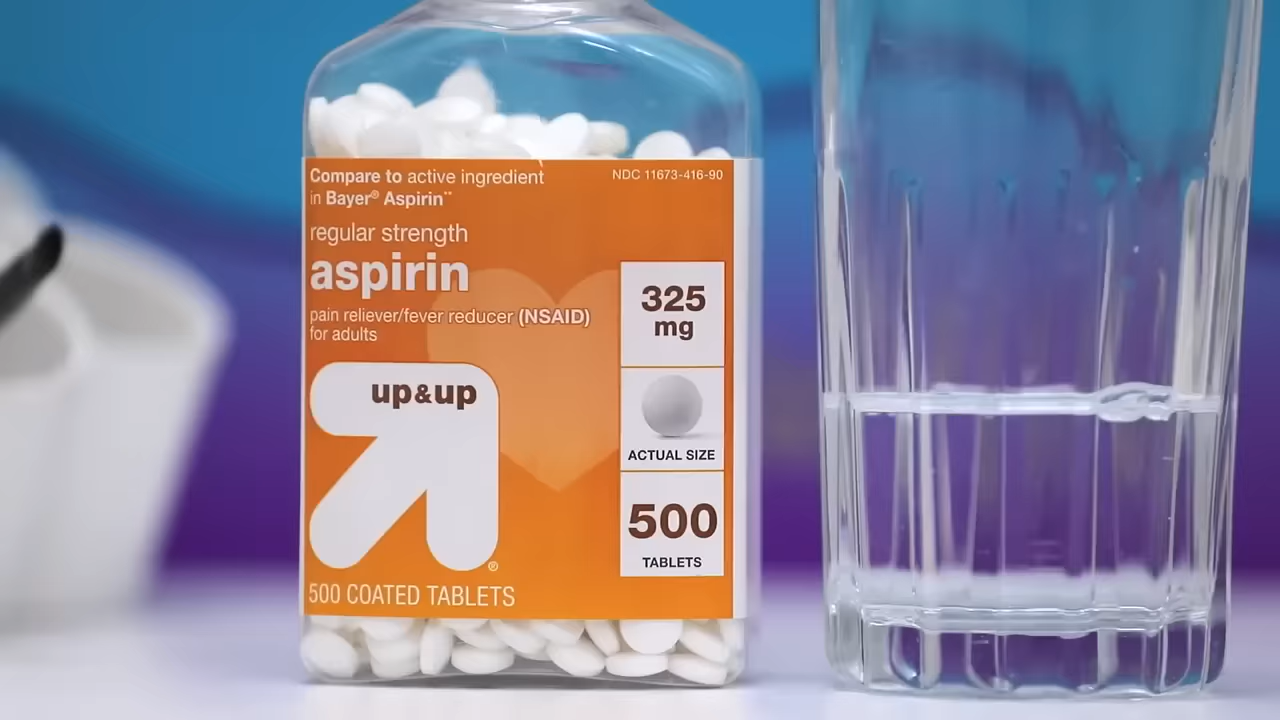 Compare to active ingredient
in Bayer® Aspirin**
NDC 11673-416-90
regular strength
aspirin
pain reliever/fever reducer (NSAID)
for adults
325
mg
up&up
®
ACTUAL SIZE
500
TABLETS
500 COATED TABLETS